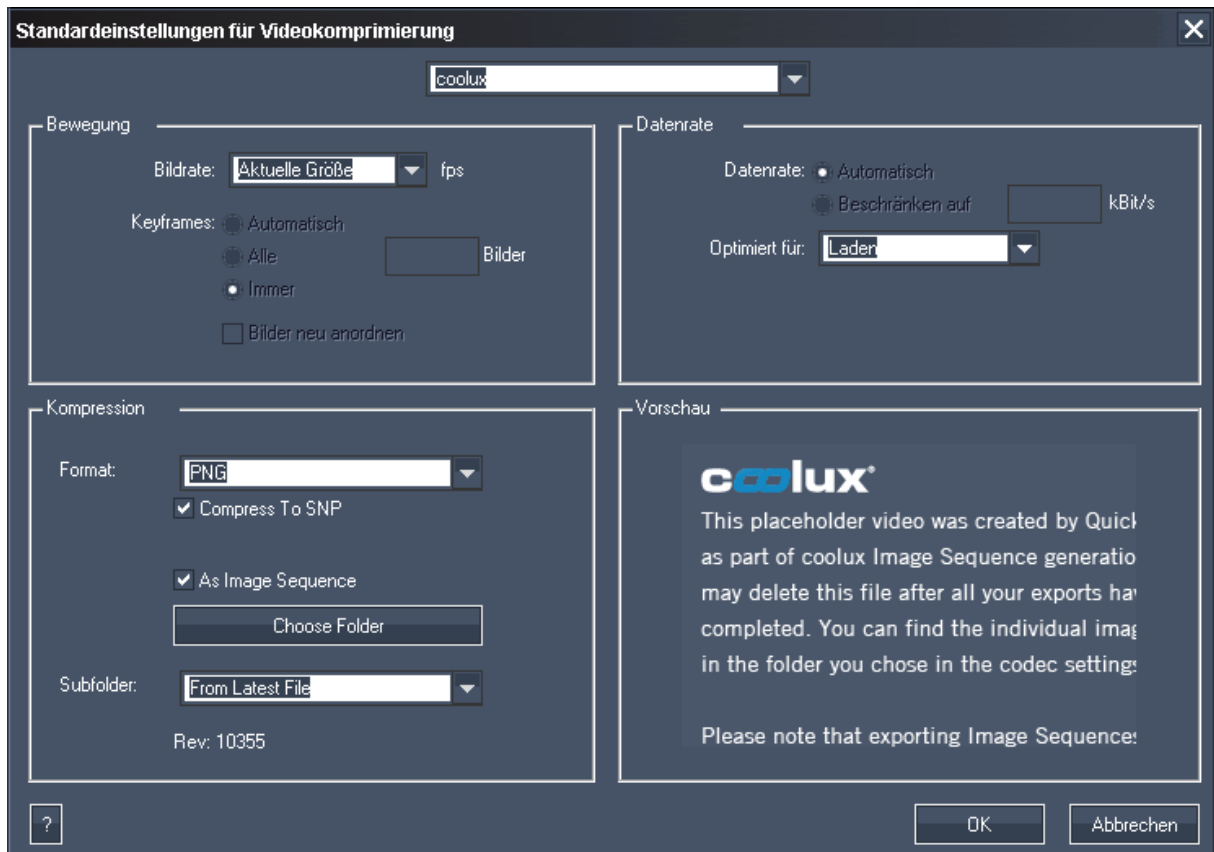 Standardeinstellungen für Videokomprimierung
coolux
Bewegung
Bildrate: Aktuelle Größe fps
Keyframes: Automatisch
Alle Bilder
Immer
Bilder neu anordnen
Datenrate
Datenrate: Automatisch
Beschränken auf kBit/s
Optimiert für: Laden
Kompression
Format: PNG
Compress To SNP
As Image Sequence
Choose Folder
Subfolder: From Latest File
Rev: 10355
Vorschau
coolux
This placeholder video was created by Quick
as part of coolux Image Sequence generatio
may delete this file after all your exports hav
completed. You can find the individual imag
in the folder you chose in the codec settings
Please note that exporting Image Sequences
?
OK
Abbrechen